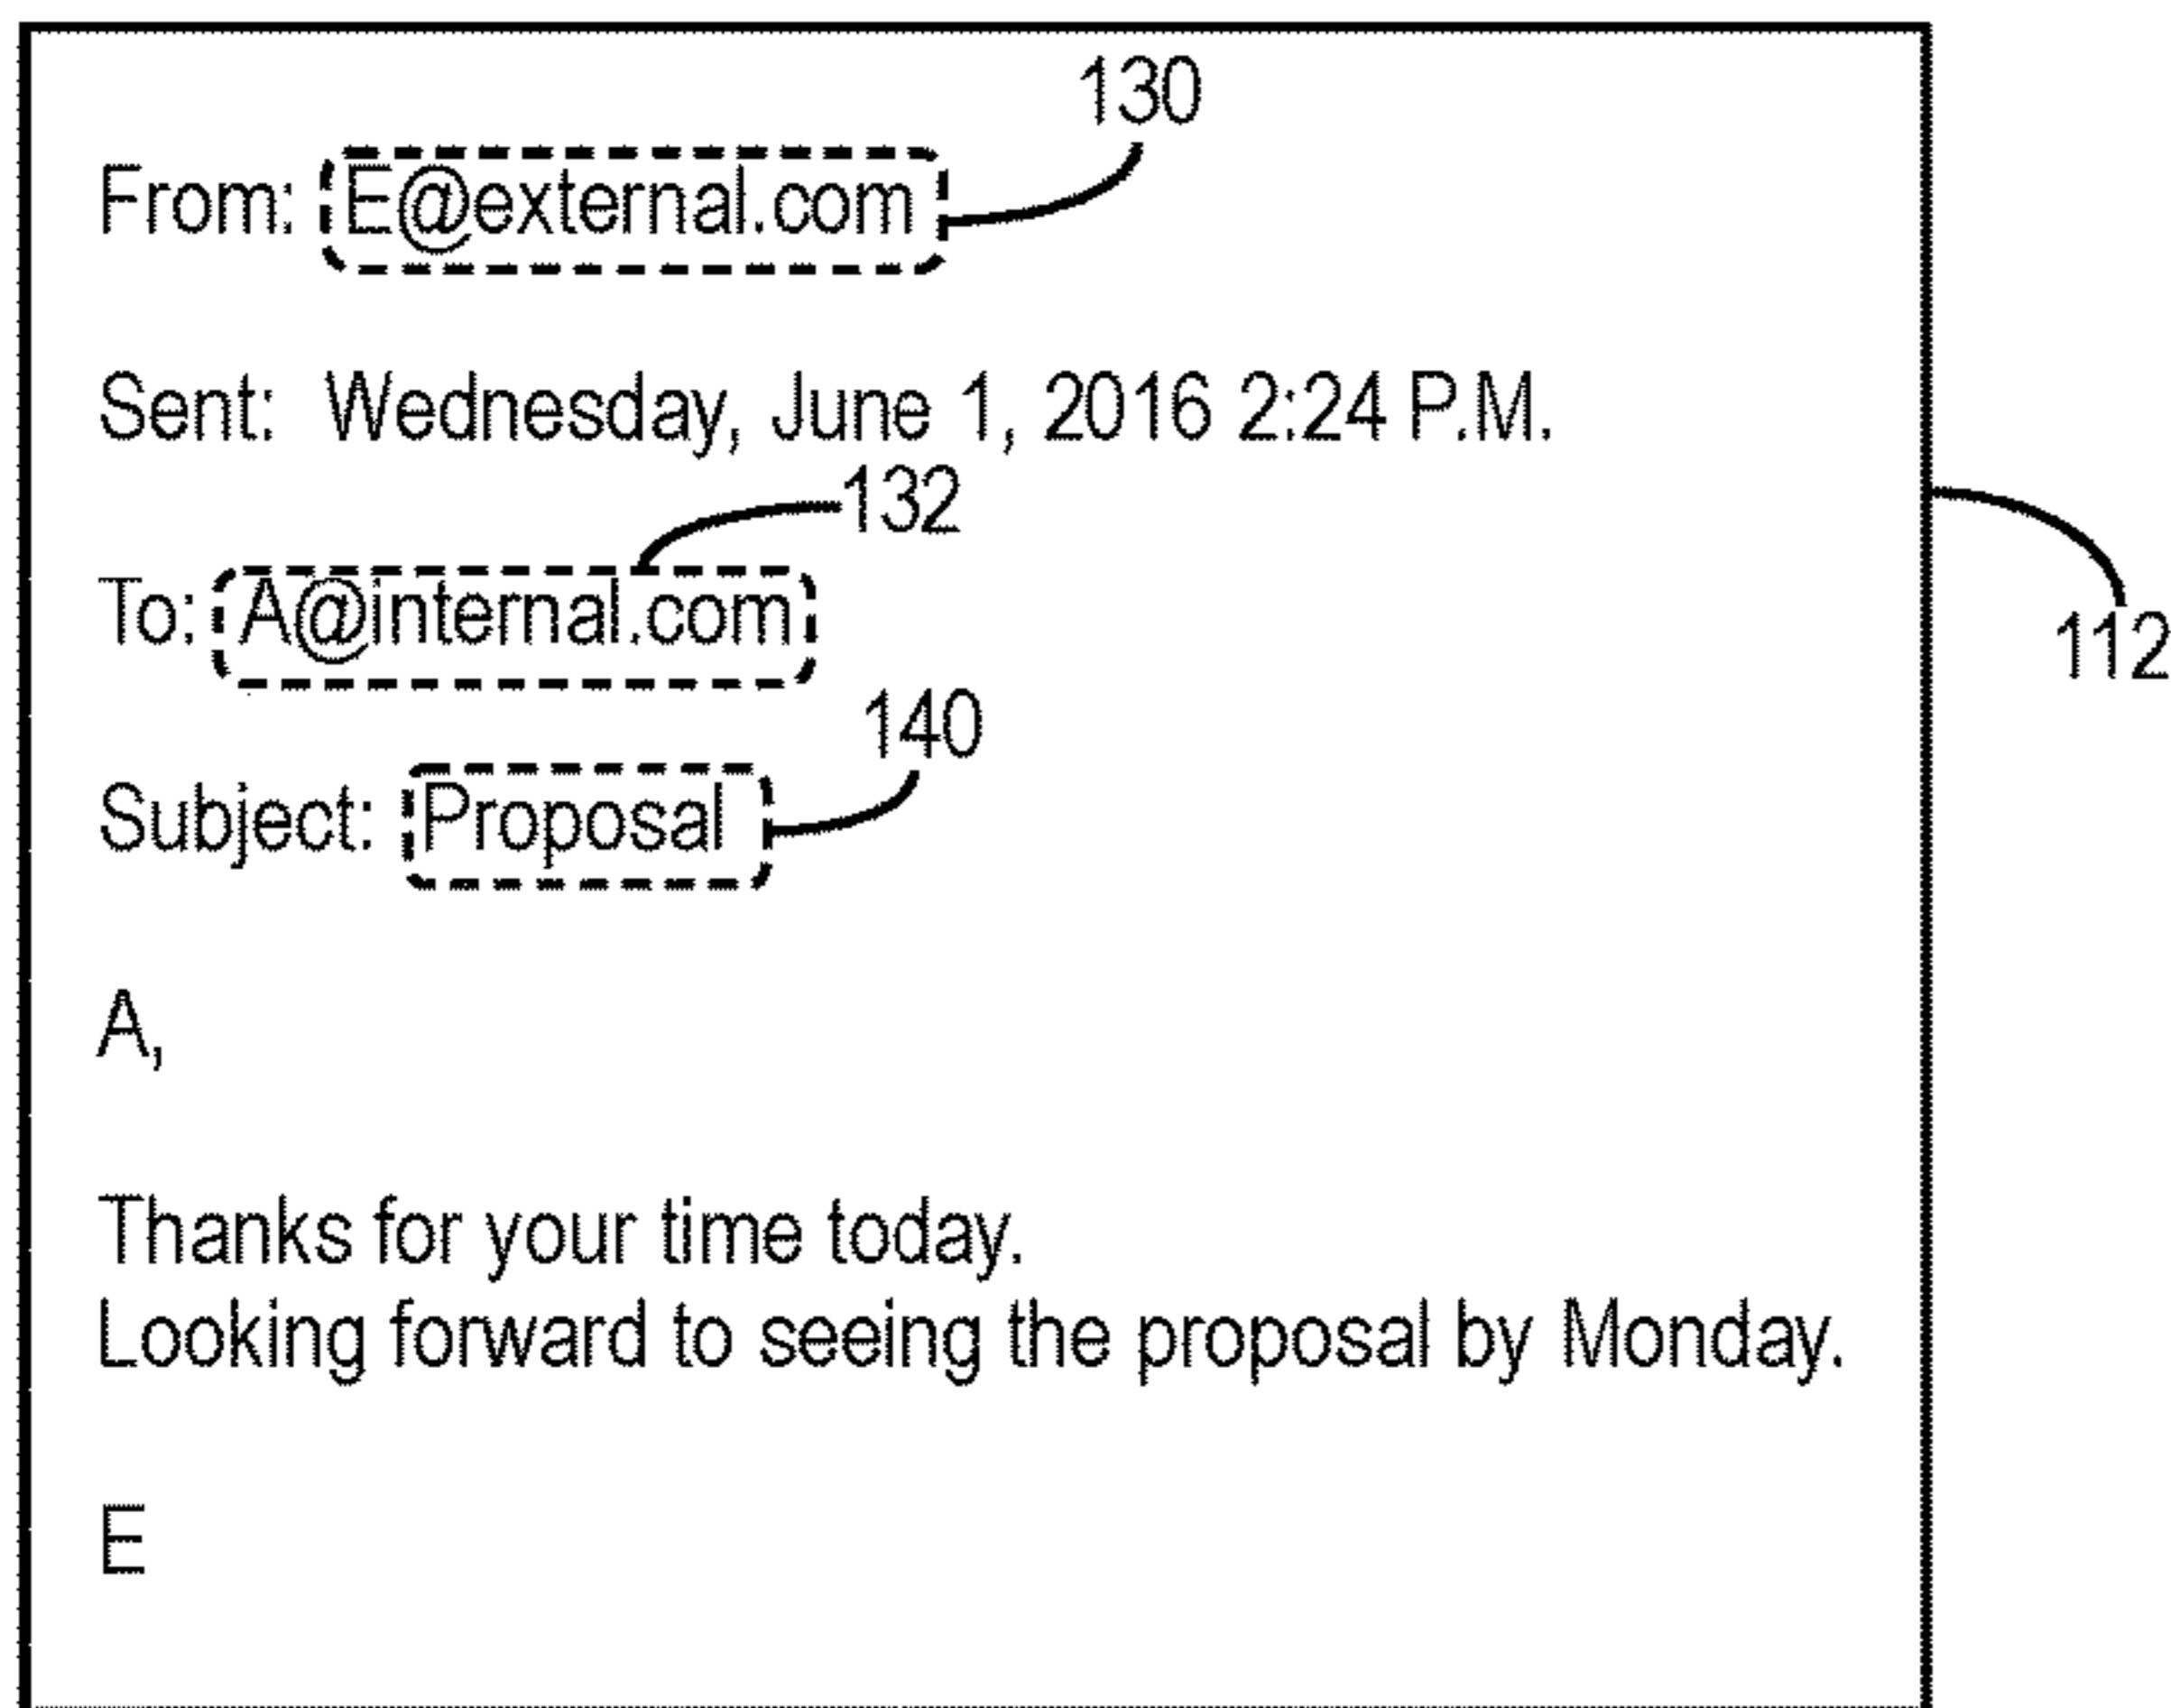 130
From: E@external.com
Sent: Wednesday, June 1, 2016 2:24 P.M.
132
To: A@internal.com
112
140
Subject: Proposal
A,
Thanks for your time today.
Looking forward to seeing the proposal by Monday.
E